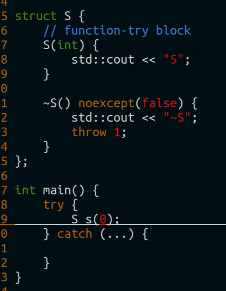 4
5 struct S {
6 // function-try block
7 S(int) {
8 std::cout << "S";
9 }
0
1 ~S() noexcept(false) {
2 std::cout << "~S";
3 throw 1;
4 }
5 };
6
7 int main() {
8 try {
9 S s(0);
0 } catch (...) {
1
2 }
3 }